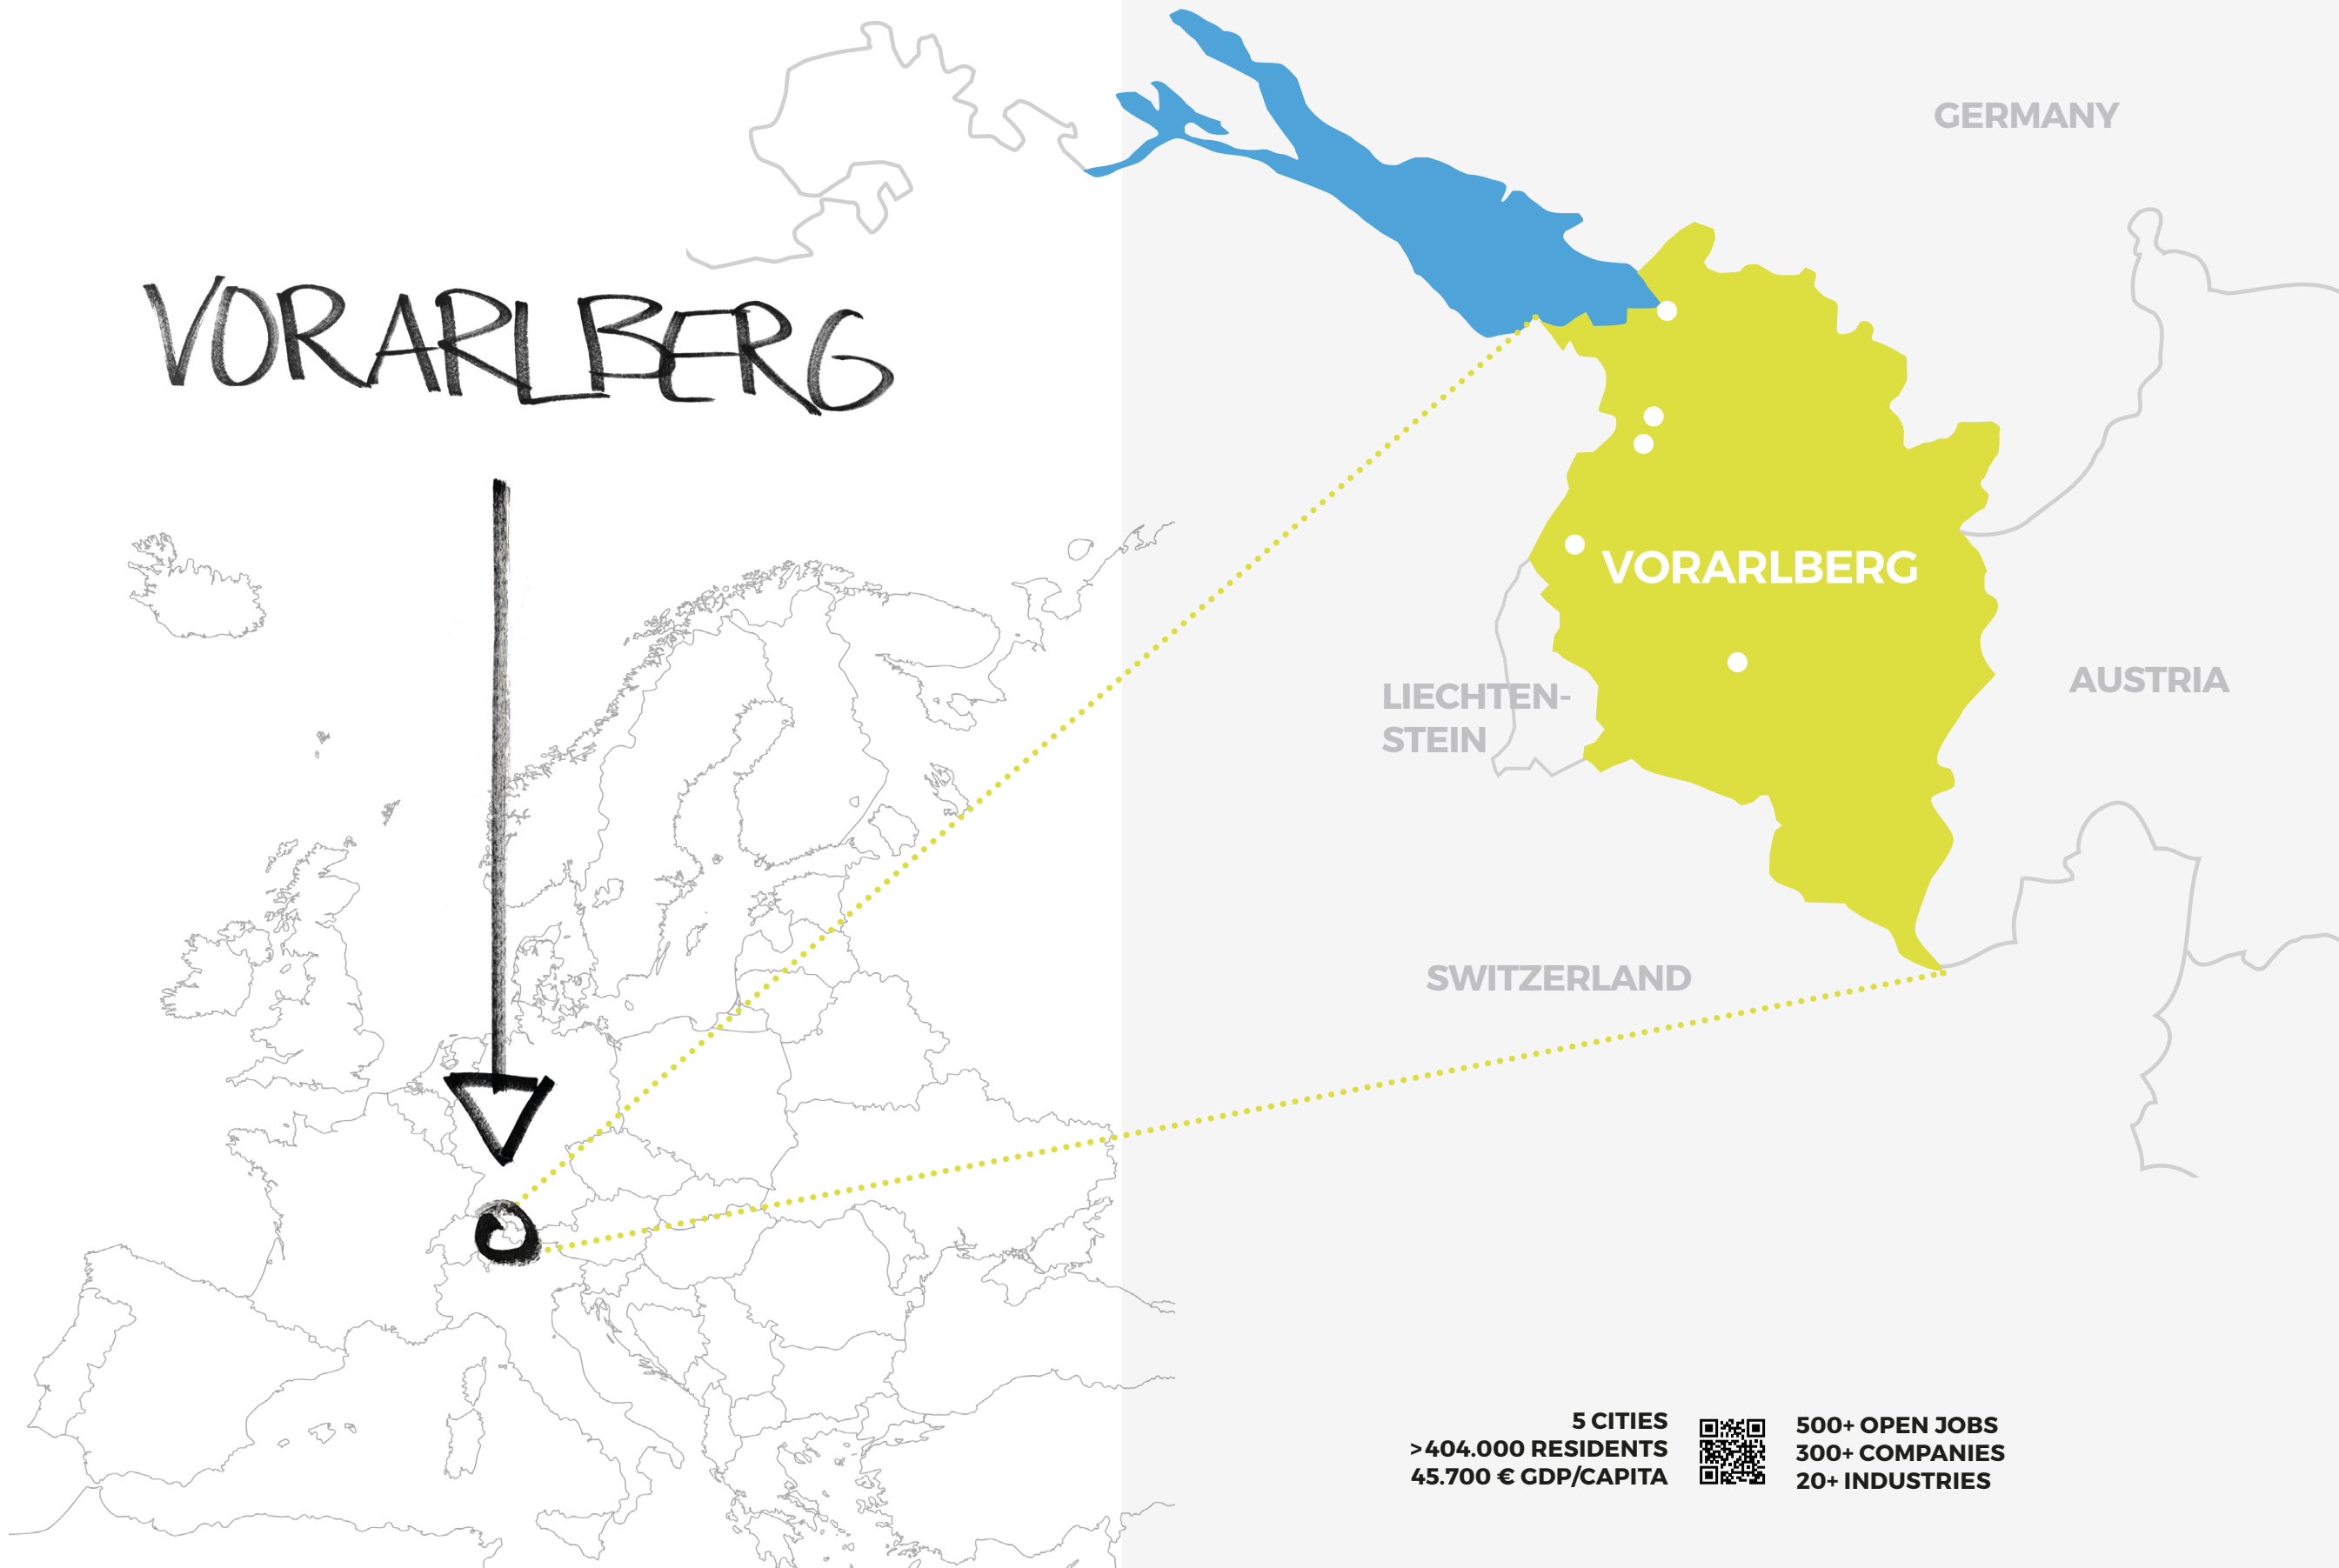 VORARLBERG
GERMANY
VORARLBERG
LIECHTEN-
STEIN
AUSTRIA
SWITZERLAND
5 CITIES
>404.000 RESIDENTS
45.700 € GDP/CAPITA
500+ OPEN JOBS
300+ COMPANIES
20+ INDUSTRIES